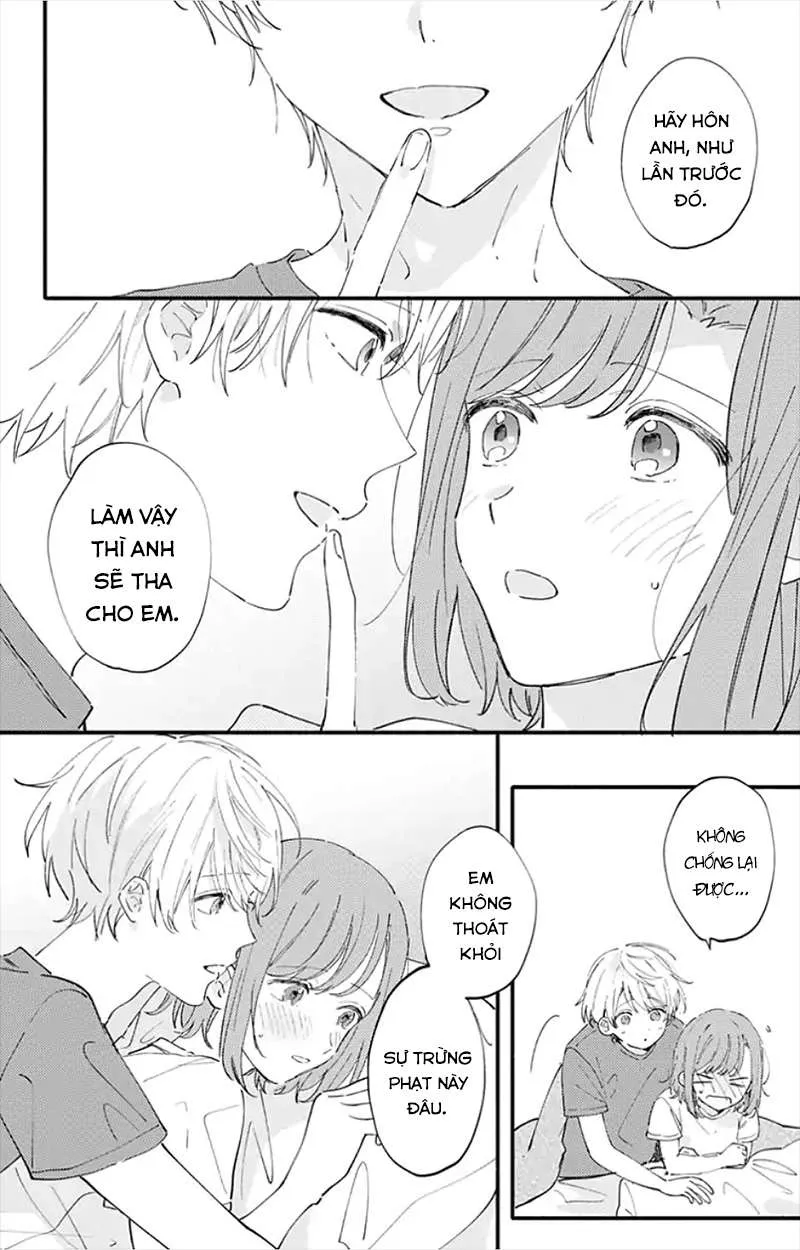 HÃY HÔN
ANH, NHƯ
LẦN TRƯỚC
ĐÓ.
LÀM VẬY
THÌ ANH
SẼ THA
CHO EM.
KHÔNG
CHỐNG LẠI
ĐƯỢC...
EM
KHÔNG
THOÁT
KHỎI
SỰ TRỪNG
PHẠT NÀY
ĐÂU.